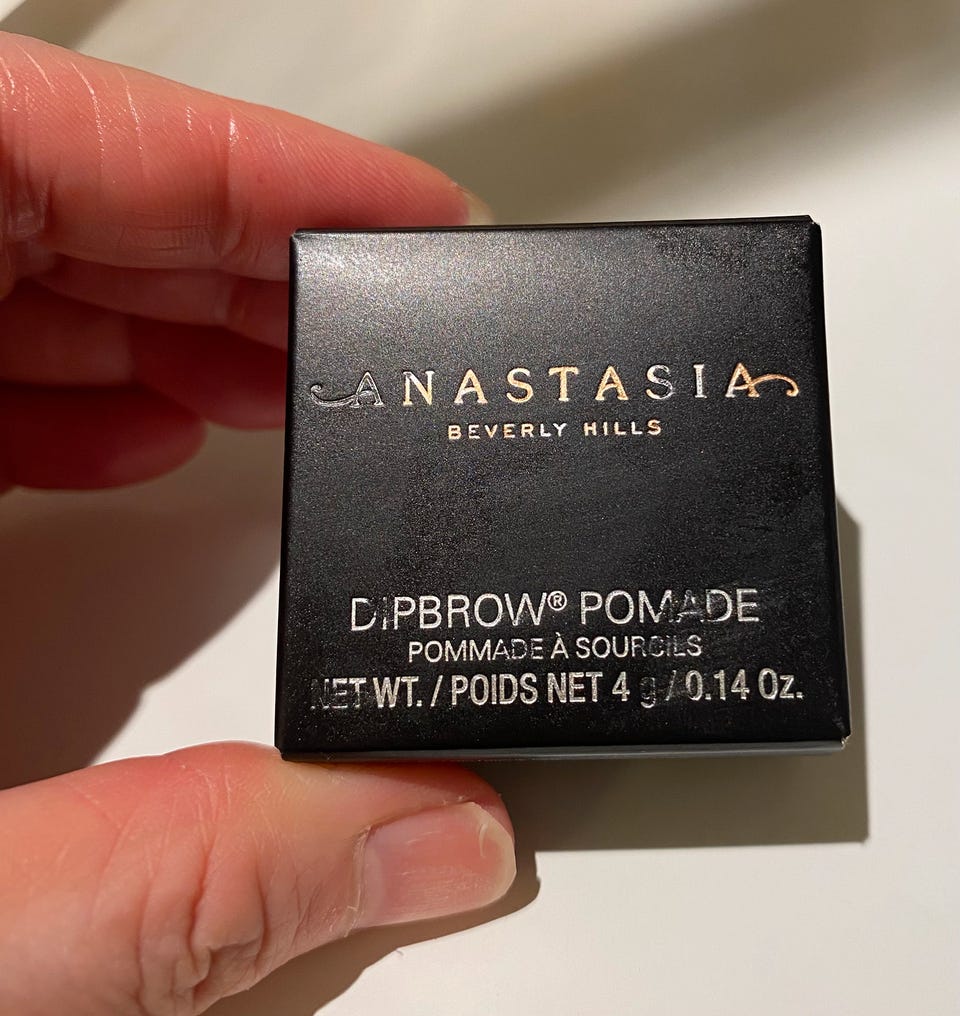 ANASTASIA
BEVERLY HILLS
DIPBROW® POMADE
POMMADE À SOURCILS
NET WT. / POIDS NET 4 g / 0.14 Oz.